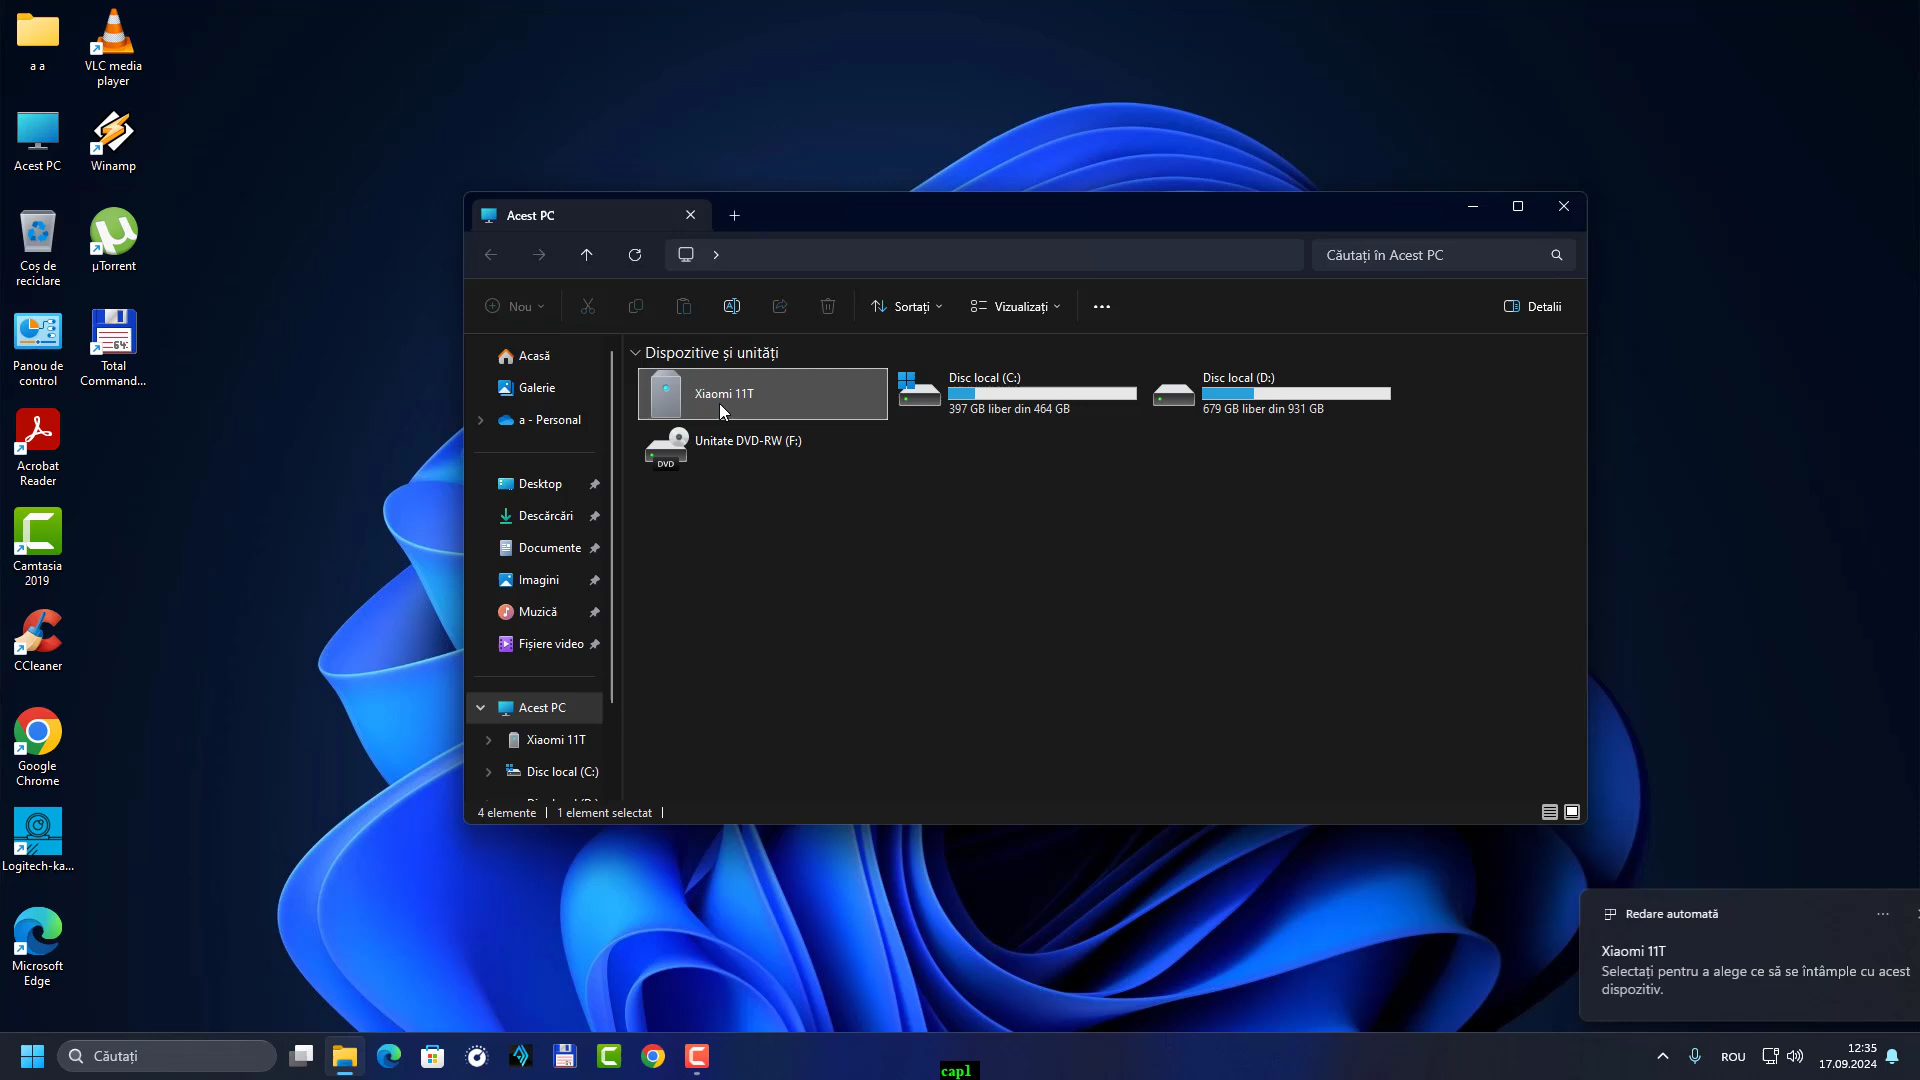 a a
VLC media
player
Acest PC
Winamp
Coș de
reciclare
µTorrent
Panou de
control
64
Total
Command...
Acrobat
Reader
Camtasia
2019
CCleaner
Google
Chrome
Logitech-ka...
Microsoft
Edge
Acest PC
Căutați în Acest PC
Nou
Sortați
Vizualizați
Detalii
Acasă
Galerie
a - Personal
Desktop
Descărcări
Documente
Imagini
Muzică
Fișiere video
Acest PC
Xiaomi 11T
Disc local (C:)
Dispozitive și unități
Xiaomi 11T
Disc local (C:)
397 GB liber din 464 GB
Disc local (D:)
679 GB liber din 931 GB
Unitate DVD-RW (F:)
DVD
4 elemente
1 element selectat
Redare automată
Xiaomi 11T
Selectați pentru a alege ce să se întâmple cu acest
dispozitiv.
Căutați
cap1
ROU
12:35
17.09.2024